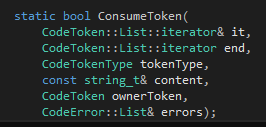 static bool ConsumeToken(
CodeToken::List::iterator& it,
CodeToken::List::iterator end,
CodeTokenType tokenType,
const string_t& content,
CodeToken ownerToken,
CodeError::List& errors);